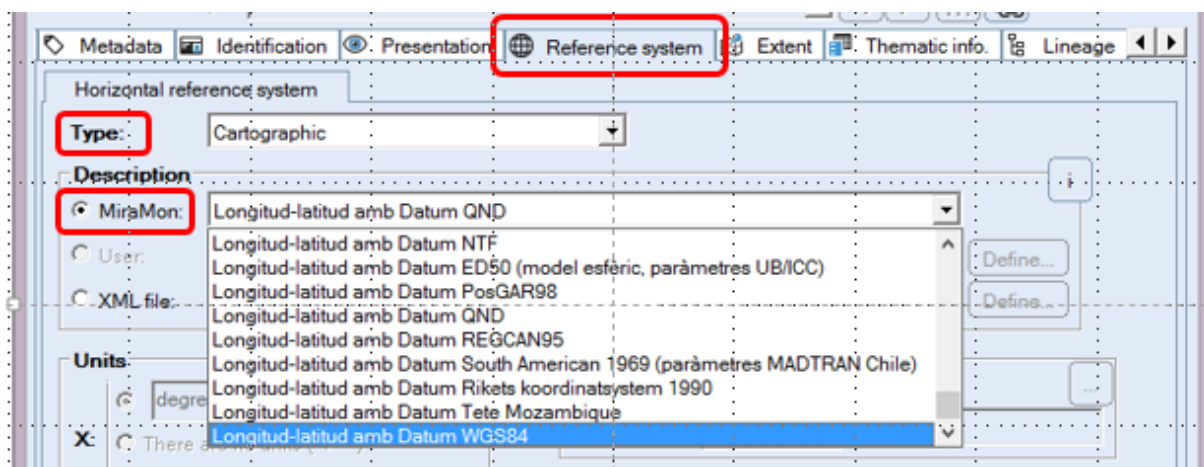 Metadata Identification Presentation Reference system Extent Thematic info. Lineage
Horizontal reference system
Type: Cartographic
Description
MiraMon: Longitud-latitud amb Datum QND
Longitud-latitud amb Datum NTF
User: Define...
Longitud-latitud amb Datum ED50 (model esfèric, paràmetres UB/ICC)
Longitud-latitud amb Datum PosGAR98
XML file: Define...
Longitud-latitud amb Datum QND
Longitud-latitud amb Datum REGCAN95
Units
Longitud-latitud amb Datum South American 1969 (paràmetres MADTRAN Chile)
Longitud-latitud amb Datum Rikets koordinatsystem 1990
...
Longitud-latitud amb Datum Tete Mozambique
X:
Longitud-latitud amb Datum WGS84
There